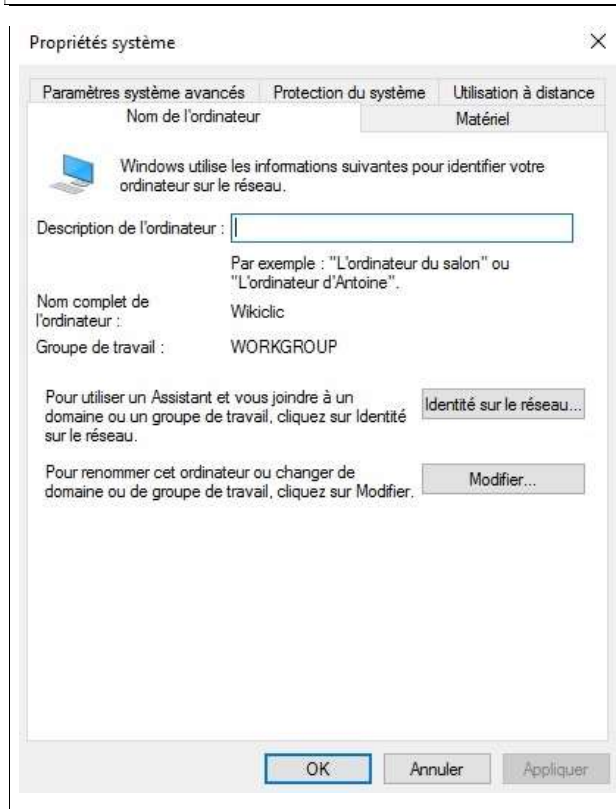 Propriétés système
Paramètres système avancés Protection du système Utilisation à distance
Nom de l'ordinateur Matériel
Windows utilise les informations suivantes pour identifier votre
ordinateur sur le réseau.
Description de l'ordinateur :
Par exemple : "L'ordinateur du salon" ou
"L'ordinateur d'Antoine".
Nom complet de
l'ordinateur :
Wikiclic
Groupe de travail : WORKGROUP
Pour utiliser un Assistant et vous joindre à un
domaine ou un groupe de travail, cliquez sur Identité
sur le réseau.
Identité sur le réseau...
Pour renommer cet ordinateur ou changer de
domaine ou de groupe de travail, cliquez sur Modifier.
Modifier...
OK Annuler Appliquer